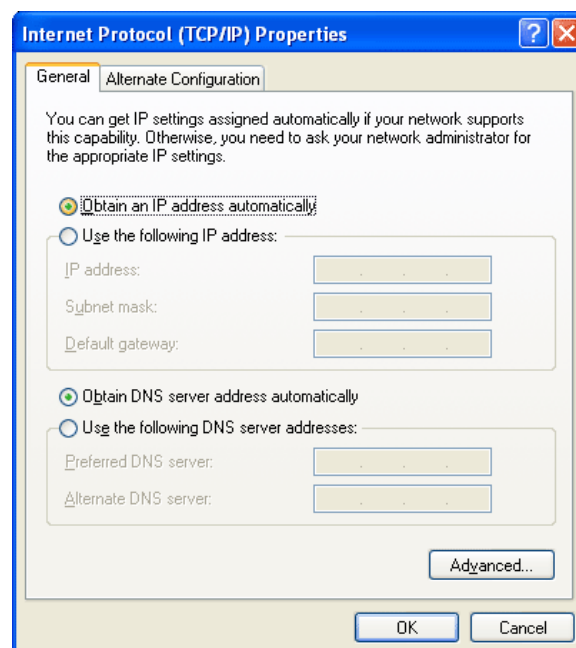 Internet Protocol (TCP/IP) Properties
General
Alternate Configuration
You can get IP settings assigned automatically if your network supports
this capability. Otherwise, you need to ask your network administrator for
the appropriate IP settings.
Obtain an IP address automatically
Use the following IP address:
IP address:
Subnet mask:
Default gateway:
Obtain DNS server address automatically
Use the following DNS server addresses:
Preferred DNS server:
Alternate DNS server:
Advanced...
OK
Cancel